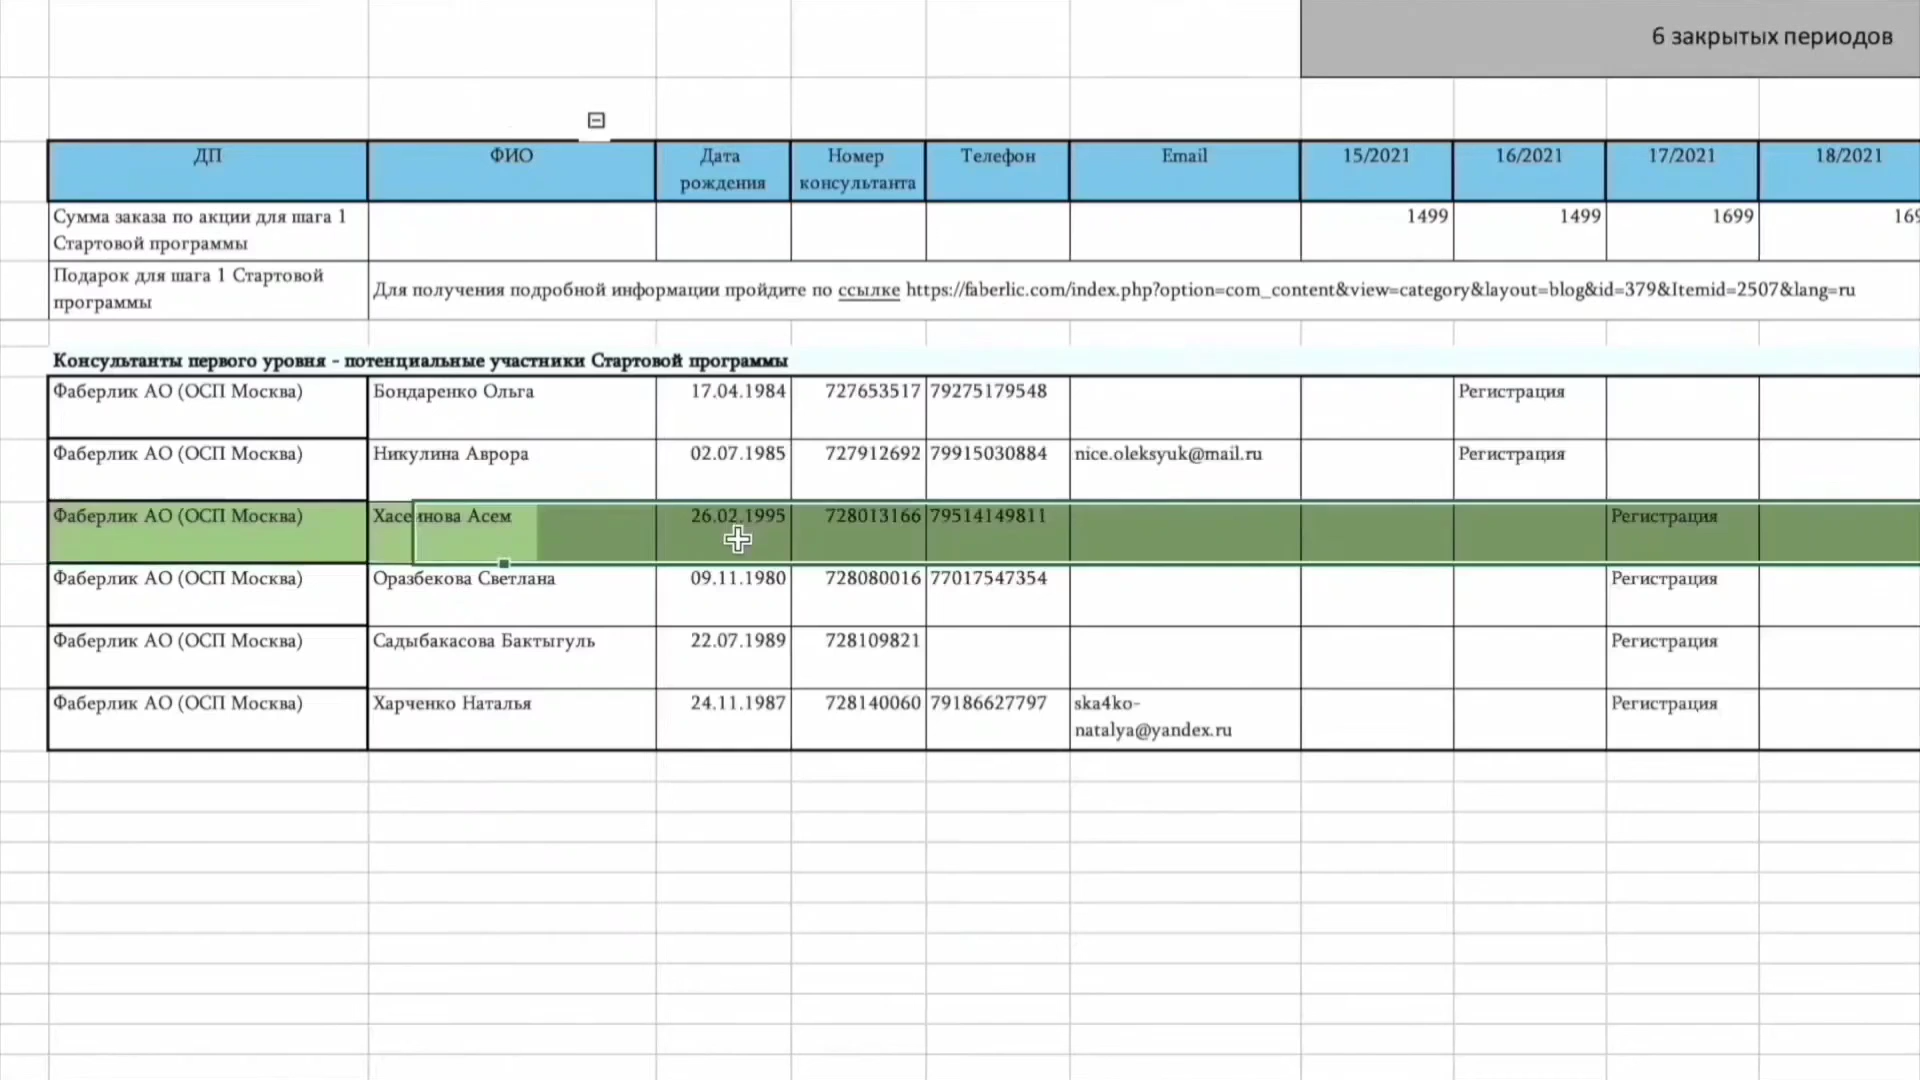 6 закрытых периодов
ДП ФИО Дата рождения Номер консультанта Телефон Email 15/2021 16/2021 17/2021 18/2021
Сумма заказа по акции для шага 1 1499 1499 1699
Стартовой программы
Подарок для шага 1 Стартовой
программы
Для получения подробной информации пройдите по ссылке https://faberlic.com/index.php?option=com_content&view=category&layout=blog&id=379&Itemid=2507&lang=ru
Консультанты первого уровня - потенциальные участники Стартовой программы
Фаберлик АО (ОСП Москва) Бондаренко Ольга 17.04.1984 727653517 79275179548 Регистрация
Фаберлик АО (ОСП Москва) Никулина Аврора 02.07.1985 727912692 79915030884 nice.oleksyuk@mail.ru Регистрация
Фаберлик АО (ОСП Москва) Хасеинова Асем 26.02.1995 728013166 79514149811 Регистрация
Фаберлик АО (ОСП Москва) Оразбекова Светлана 09.11.1980 728080016 77017547354 Регистрация
Фаберлик АО (ОСП Москва) Садыбакасова Бактыгуль 22.07.1989 728109821 Регистрация
Фаберлик АО (ОСП Москва) Харченко Наталья 24.11.1987 728140060 79186627797 ska4ko- Регистрация
natalya@yandex.ru